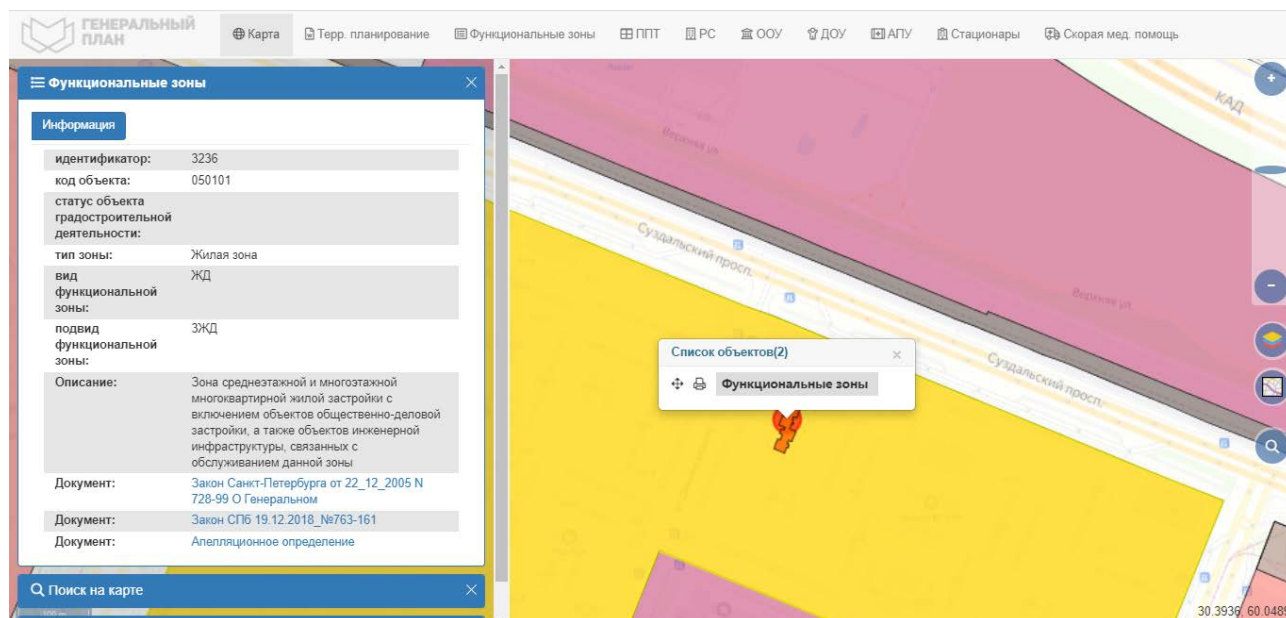 ГЕНЕРАЛЬНЫЙ
ПЛАН
Карта
Терр. планирование
Функциональные зоны
ППТ
РС
ООУ
ДОУ
АПУ
Стационары
Скорая мед. помощь
Функциональные зоны
Информация
идентификатор: 3236
код объекта: 050101
статус объекта
градостроительной
деятельности:
тип зоны: Жилая зона
вид ЖД
функциональной
зоны:
подвид 3ЖД
функциональной
зоны:
Описание: Зона среднеэтажной и многоэтажной
многоквартирной жилой застройки с
включением объектов общественно-деловой
застройки, а также объектов инженерной
инфраструктуры, связанных с
обслуживанием данной зоны
Документ: Закон Санкт-Петербурга от 22_12_2005 N
728-99 О Генеральном
Документ: Закон СПб 19.12.2018_№763-161
Документ: Апелляционное определение
Поиск на карте
КАД
Верхняя ул.
Суздальский просп.
Верхняя ул.
Список объектов(2)
Функциональные зоны
Суздальский просп.
30.3936, 60.0489